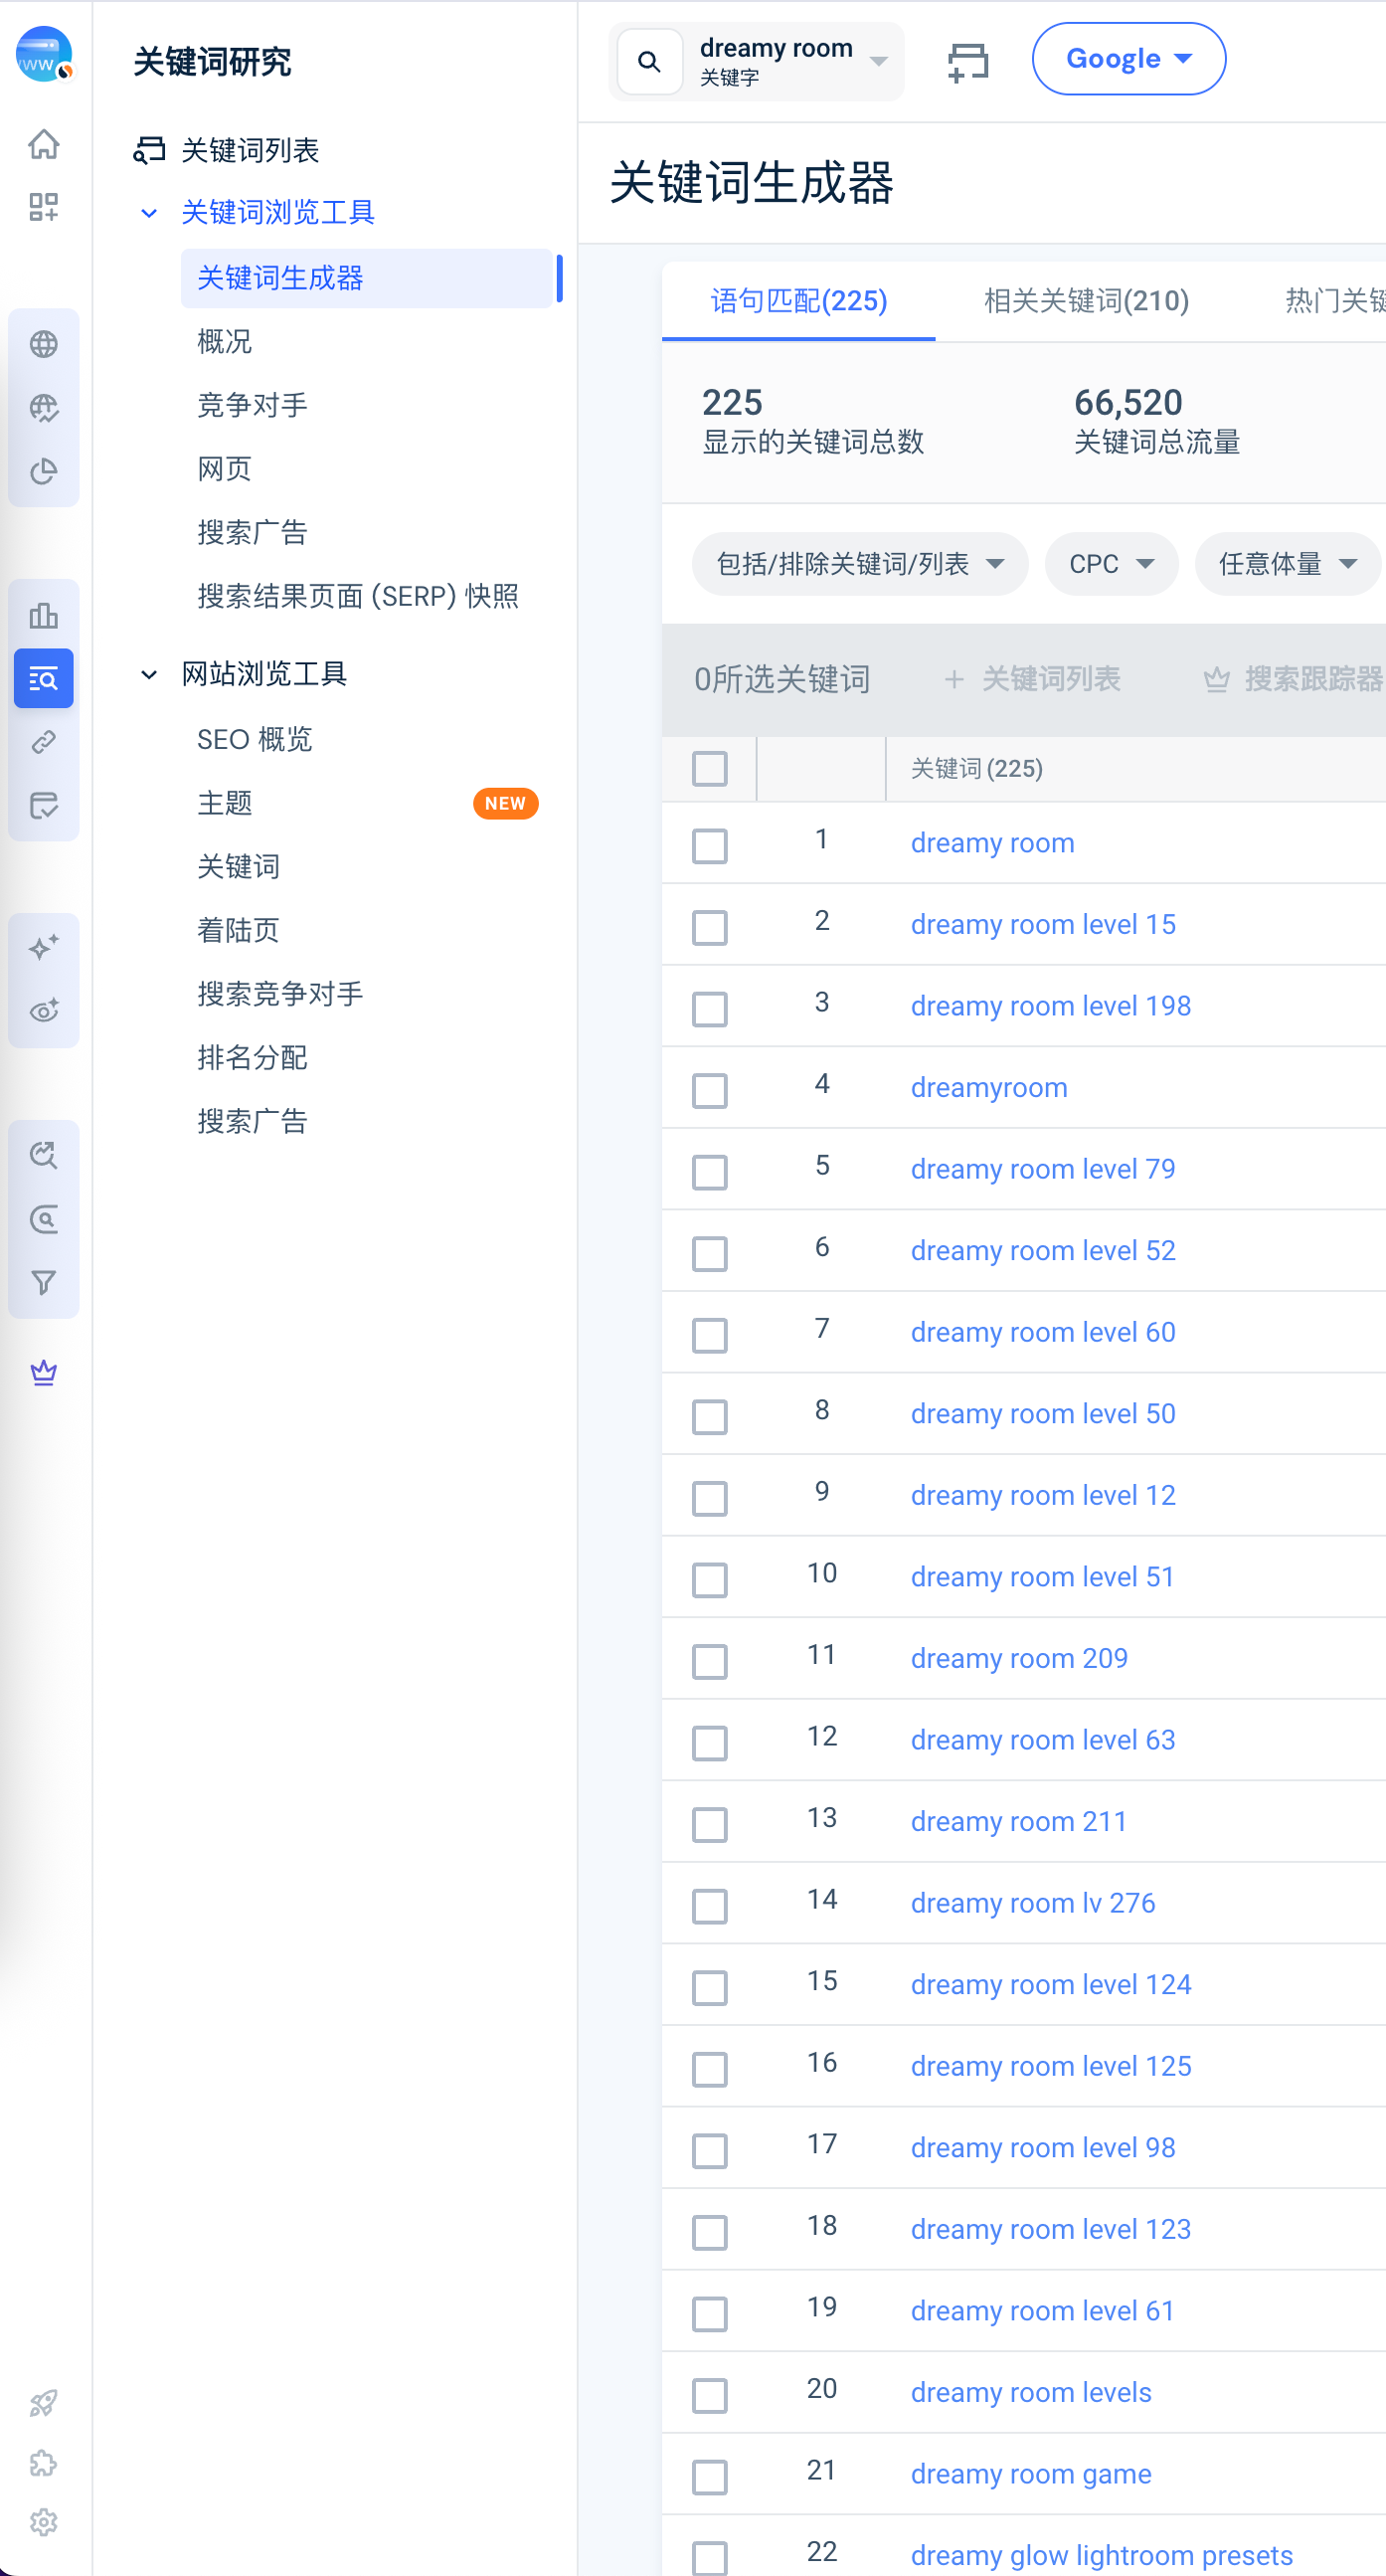 WW
关键词研究
关键词列表
关键词浏览工具
关键词生成器
概况
竞争对手
网页
搜索广告
搜索结果页面 (SERP) 快照
网站浏览工具
SEO 概览
主题
NEW
关键词
着陆页
搜索竞争对手
排名分配
搜索广告
dreamy room
关键字
Google
关键词生成器
语句匹配(225)
相关关键词(210)
热门关键
225
显示的关键词总数
66,520
关键词总流量
包括/排除关键词/列表
CPC
任意体量
0所选关键词
+ 关键词列表
搜索跟踪器
关键词 (225)
1 dreamy room
2 dreamy room level 15
3 dreamy room level 198
4 dreamyroom
5 dreamy room level 79
6 dreamy room level 52
7 dreamy room level 60
8 dreamy room level 50
9 dreamy room level 12
10 dreamy room level 51
11 dreamy room 209
12 dreamy room level 63
13 dreamy room 211
14 dreamy room lv 276
15 dreamy room level 124
16 dreamy room level 125
17 dreamy room level 98
18 dreamy room level 123
19 dreamy room level 61
20 dreamy room levels
21 dreamy room game
22 dreamy glow lightroom presets